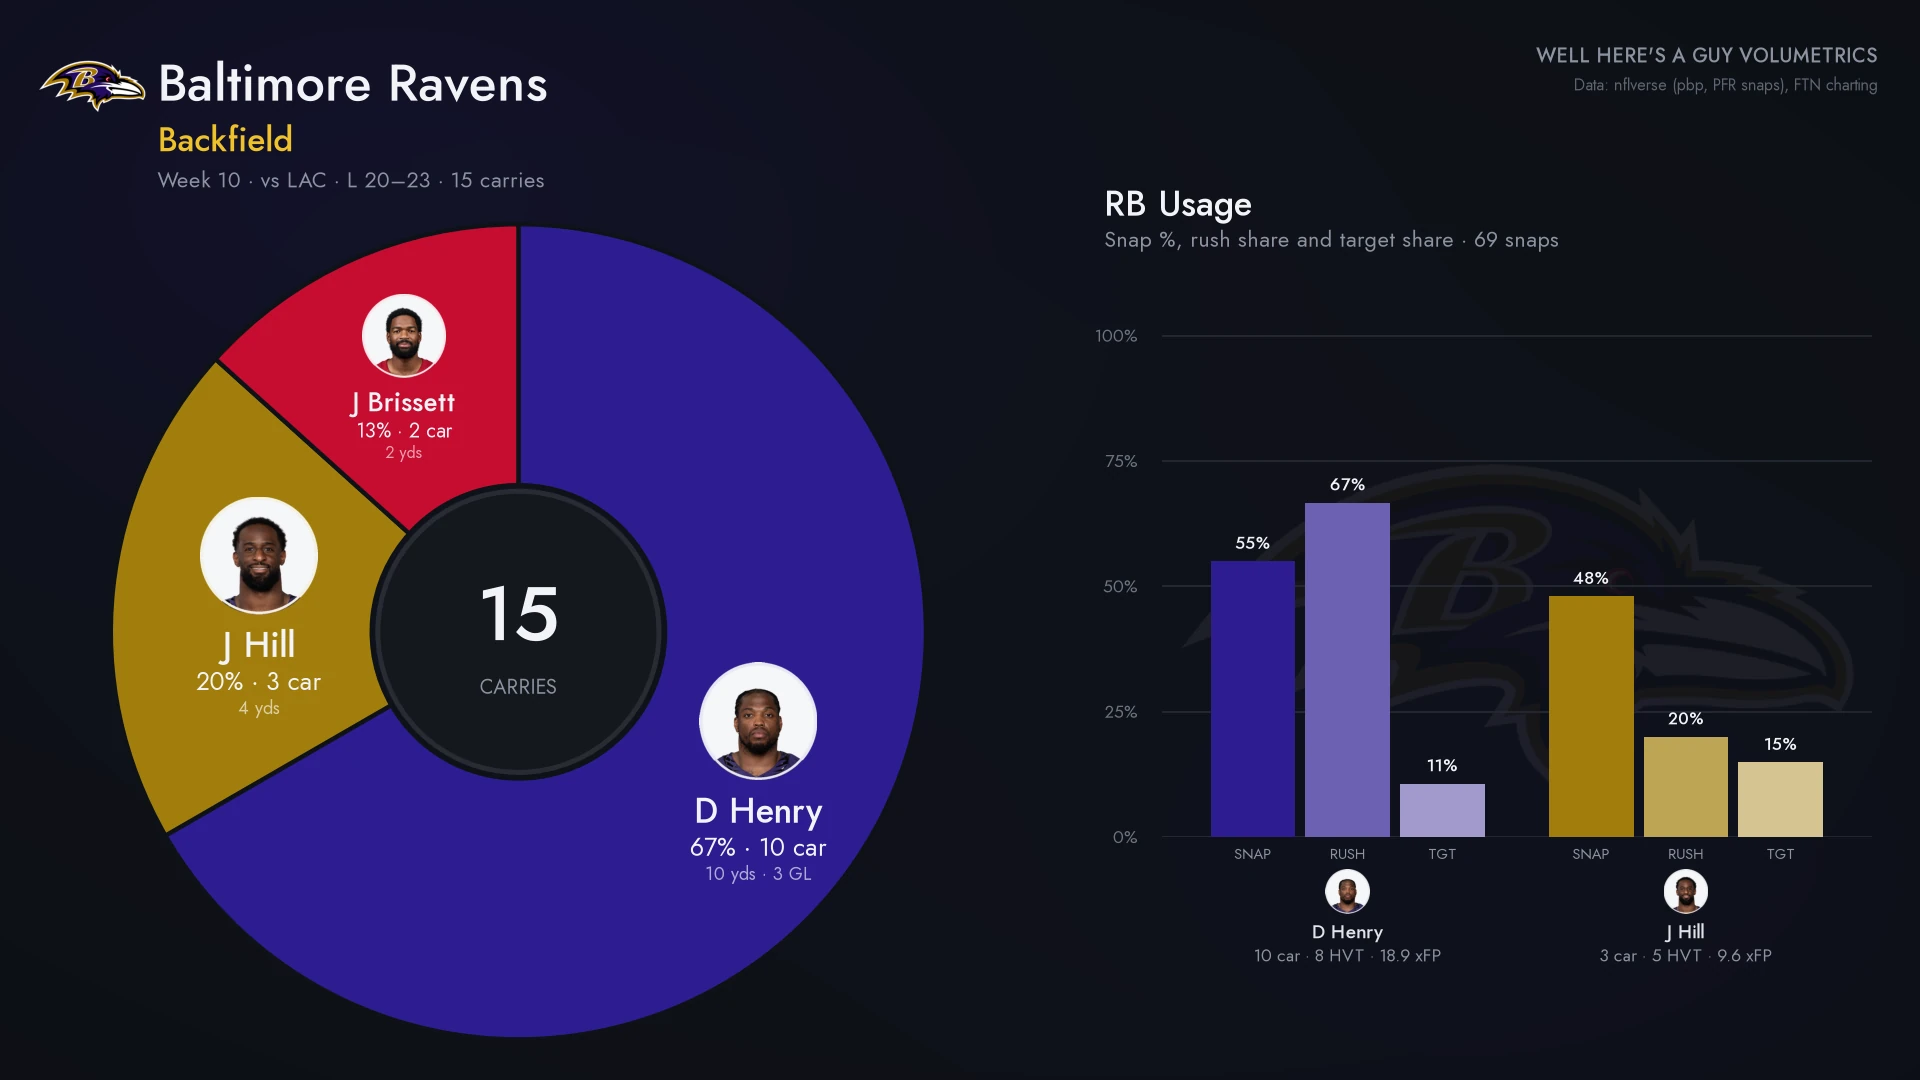 Baltimore Ravens
Backfield
Week 10 · vs LAC · L 20–23 · 15 carries
WELL HERE'S A GUY VOLUMETRICS
Data: nflverse (pbp, PFR snaps), FTN charting
J Brissett
13% · 2 car
2 yds
J Hill
20% · 3 car
4 yds
15
CARRIES
D Henry
67% · 10 car
10 yds · 3 GL
RB Usage
Snap %, rush share and target share · 69 snaps
100%
75%
50%
25%
0%
55%
67%
11%
48%
20%
15%
SNAP
RUSH
TGT
SNAP
RUSH
TGT
D Henry
10 car · 8 HVT · 18.9 xFP
J Hill
3 car · 5 HVT · 9.6 xFP